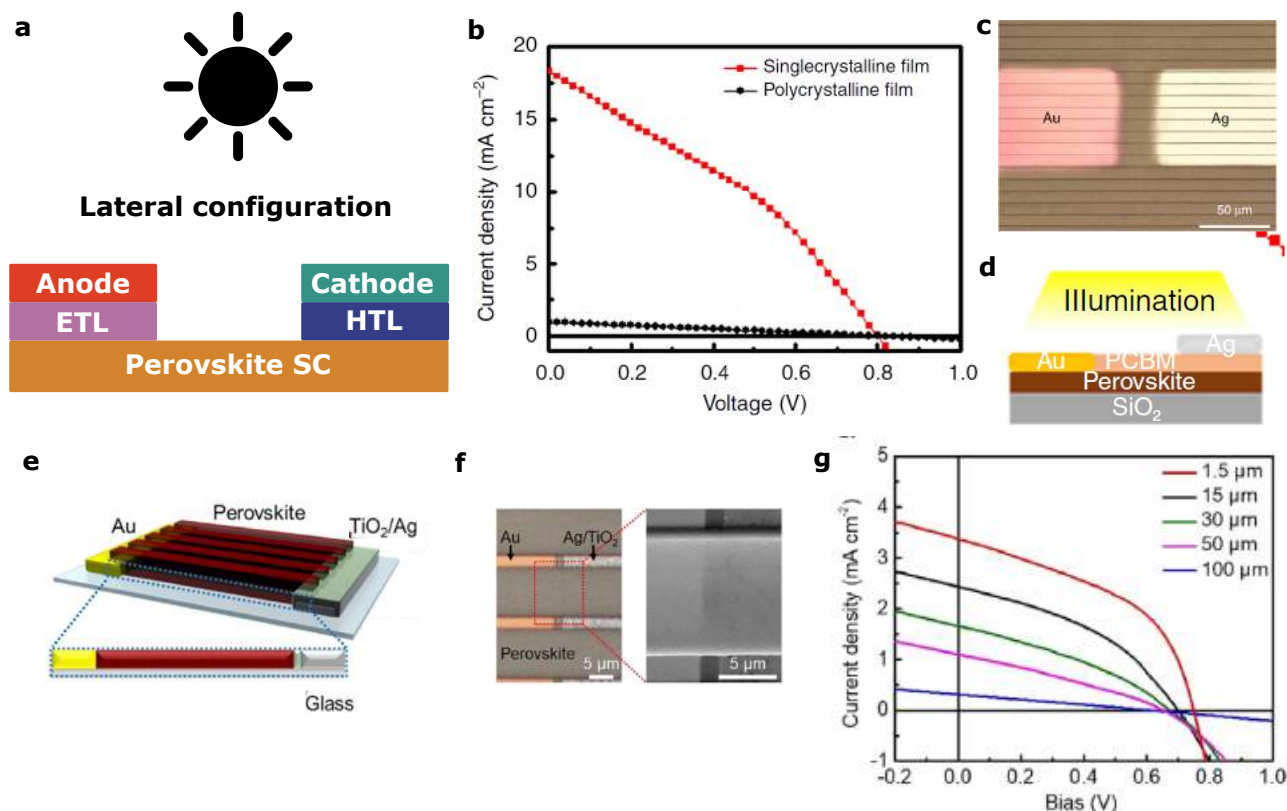 a
Lateral configuration
Anode
Cathode
ETL
HTL
Perovskite SC
b
20
15
10
5
0
0.0
0.2
0.4
0.6
0.8
1.0
Current density (mA cm⁻²)
Voltage (V)
Singlecrystalline film
Polycrystalline film
c
Au
Ag
50 μm
d
Illumination
Ag
Au
PCBM
Perovskite
SiO₂
e
Perovskite
Au
TiO₂/Ag
Glass
f
Au
Ag/TiO₂
Perovskite
5 μm
5 μm
g
5
4
3
2
1
0
-1
-0.2
0.0
0.2
0.4
0.6
0.8
1.0
Current density (mA cm⁻²)
Bias (V)
1.5 μm
15 μm
30 μm
50 μm
100 μm